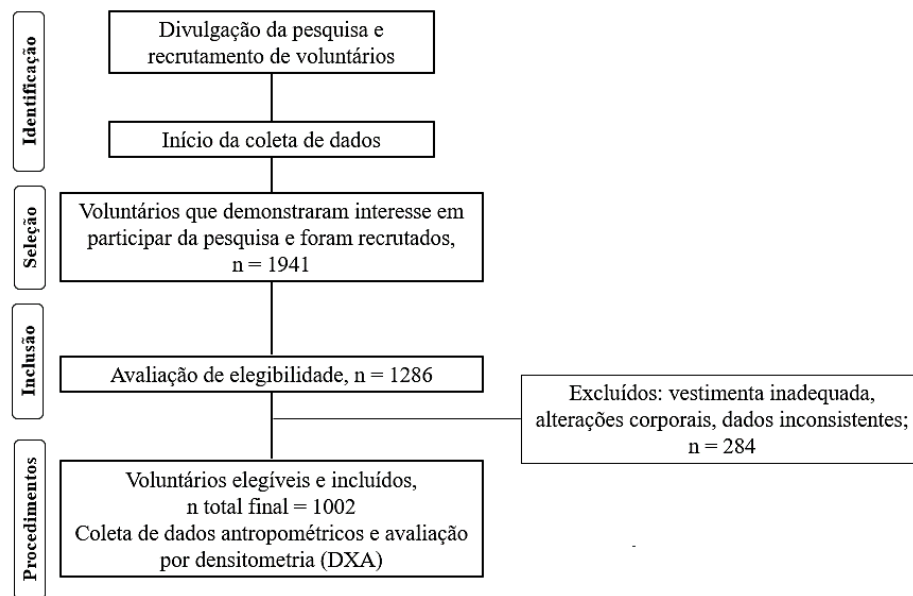 Identificação
Divulgação da pesquisa e
recrutamento de voluntários
Início da coleta de dados
Seleção
Voluntários que demonstraram interesse em
participar da pesquisa e foram recrutados,
n = 1941
Inclusão
Avaliação de elegibilidade, n = 1286
Excluídos: vestimenta inadequada,
alterações corporais, dados inconsistentes;
n = 284
Procedimentos
Voluntários elegíveis e incluídos,
n total final = 1002
Coleta de dados antropométricos e avaliação
por densitometria (DXA)